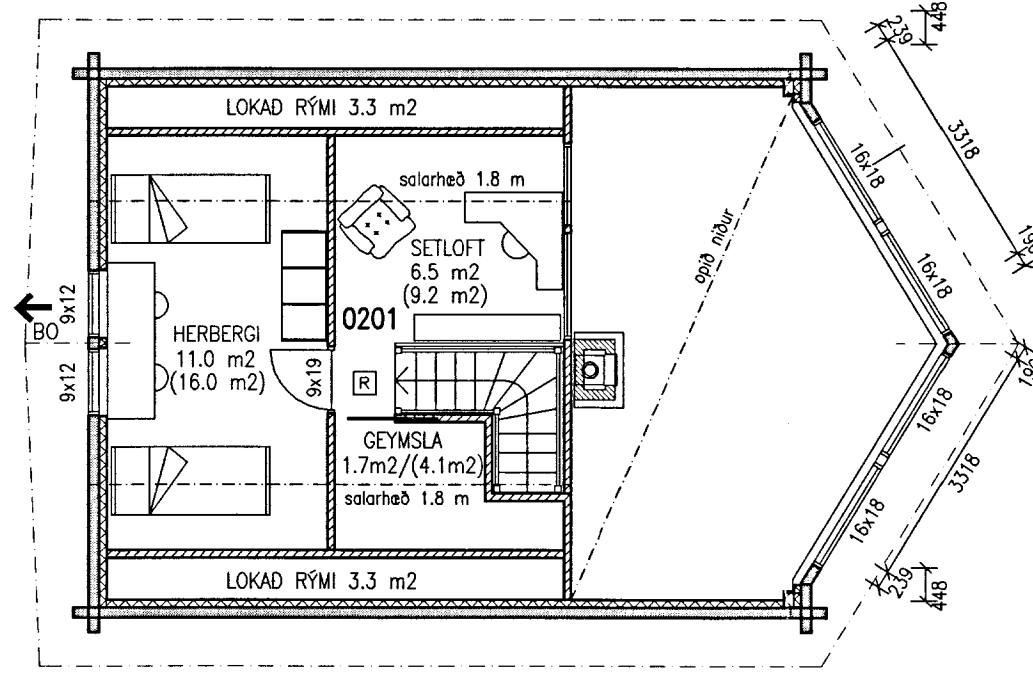 448
239
LOKAÐ RÝMI 3.3 m2
3318
16x18
salarhæð 1.8 m
opið niður
SETLOFT
6.5 m2
(9.2 m2)
16x18
9x12
BO
0201
HERBERGI
11.0 m2
(16.0 m2)
9x12
9x19
R
16x18
GEYMSLA
1.7m2/(4.1m2)
3318
salarhæð 1.8 m
16x18
LOKAÐ RÝMI 3.3 m2
239
448